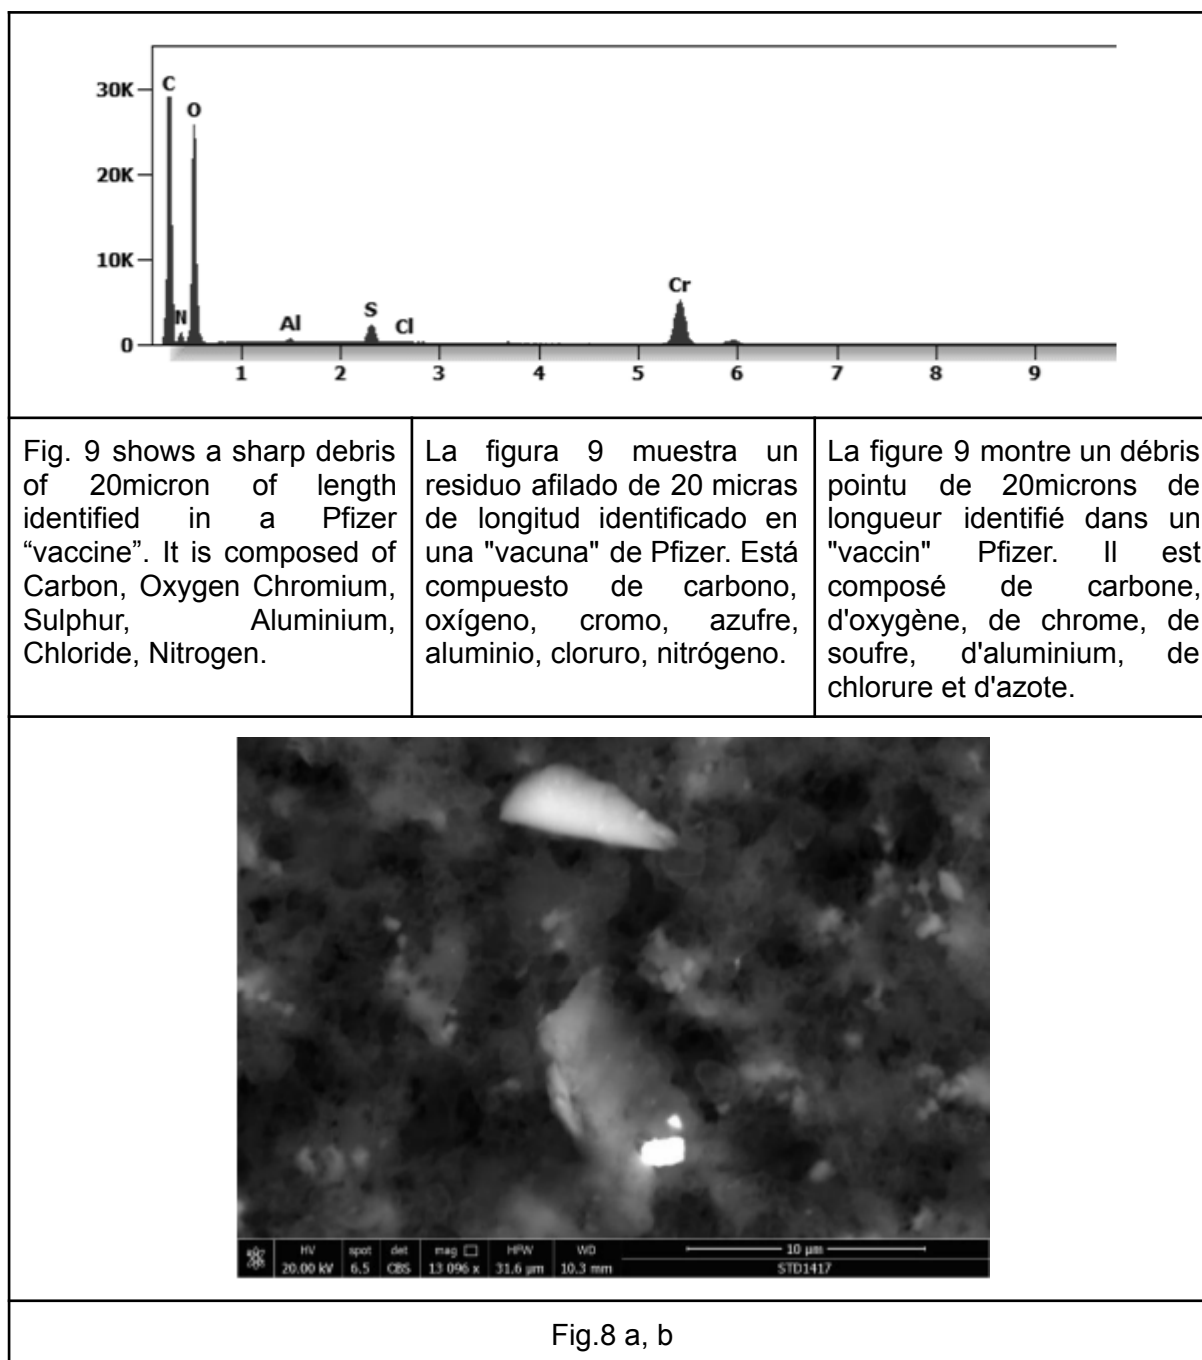 30K
20K
10K
0
C
O
N
Al
S
Cl
Cr
1 2 3 4 5 6 7 8 9
Fig. 9 shows a sharp debris
of 20micron of length
identified in a Pfizer
“vaccine”. It is composed of
Carbon, Oxygen Chromium,
Sulphur, Aluminium,
Chloride, Nitrogen.
La figura 9 muestra un
residuo afilado de 20 micras
de longitud identificado en
una "vacuna" de Pfizer. Está
compuesto de carbono,
oxígeno, cromo, azufre,
aluminio, cloruro, nitrógeno.
La figure 9 montre un débris
pointu de 20microns de
longueur identifié dans un
"vaccin" Pfizer. Il est
composé de carbone,
d'oxygène, de chrome, de
soufre, d'aluminium, de
chlorure et d'azote.
HV spot det mag HFW WD 10 µm
20.00 kV 6.5 CBS 13 096 x 31.6 µm 10.3 mm STD1417
Fig.8 a, b